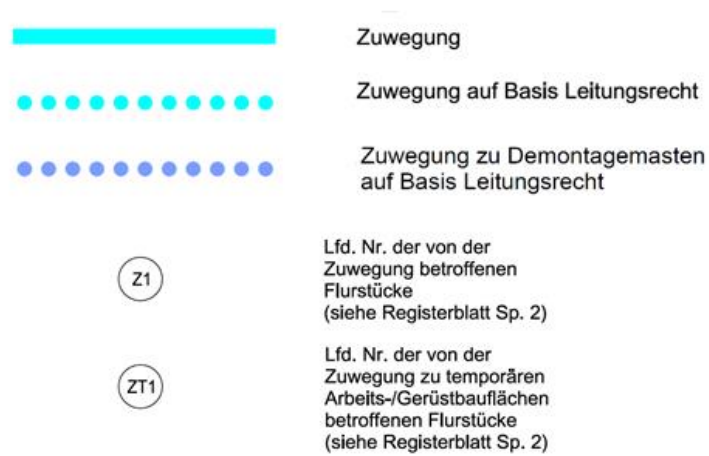 Zuwegung
Zuwegung auf Basis Leitungsrecht
Zuwegung zu Demontagemasten
auf Basis Leitungsrecht
Z1
Lfd. Nr. der von der
Zuwegung betroffenen
Flurstücke
(siehe Registerblatt Sp. 2)
ZT1
Lfd. Nr. der von der
Zuwegung zu temporären
Arbeits-/Gerüstbauflächen
betroffenen Flurstücke
(siehe Registerblatt Sp. 2)